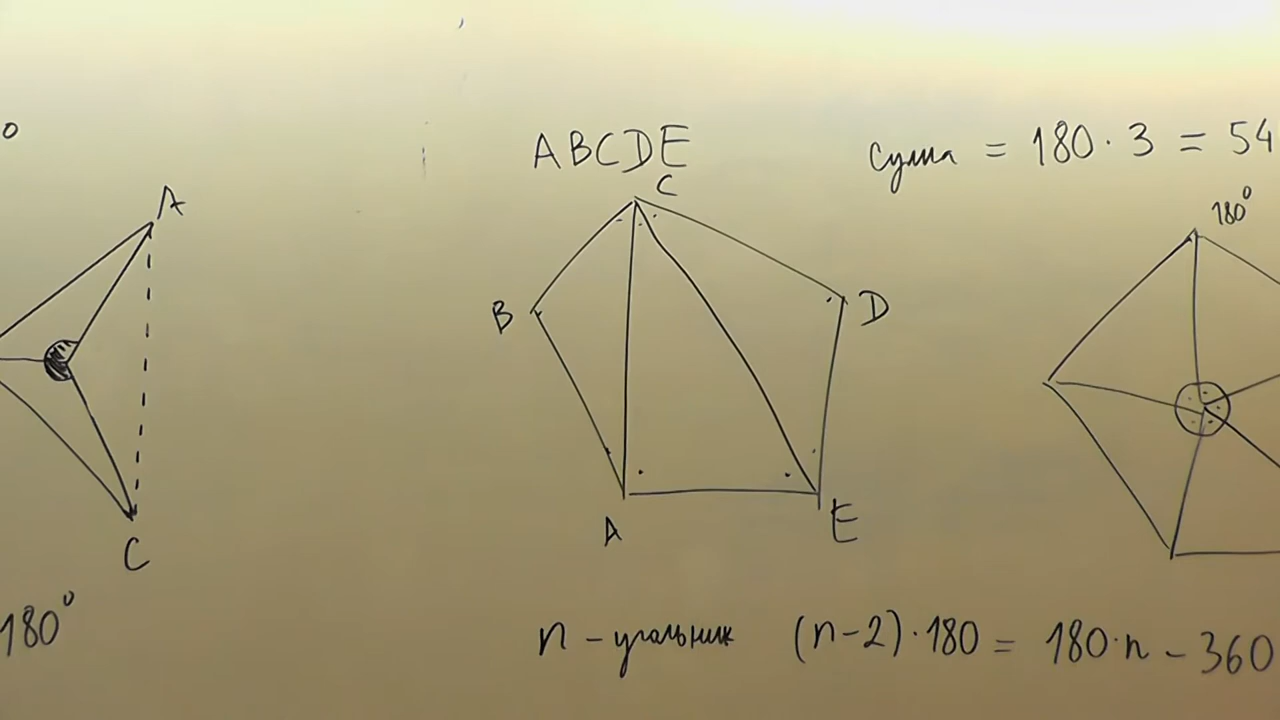 ABCDE
сумма = 180·3 = 54
180°
A
C
B
D
A
E
C
180°
n-угольник (n-2)·180 = 180·n - 360